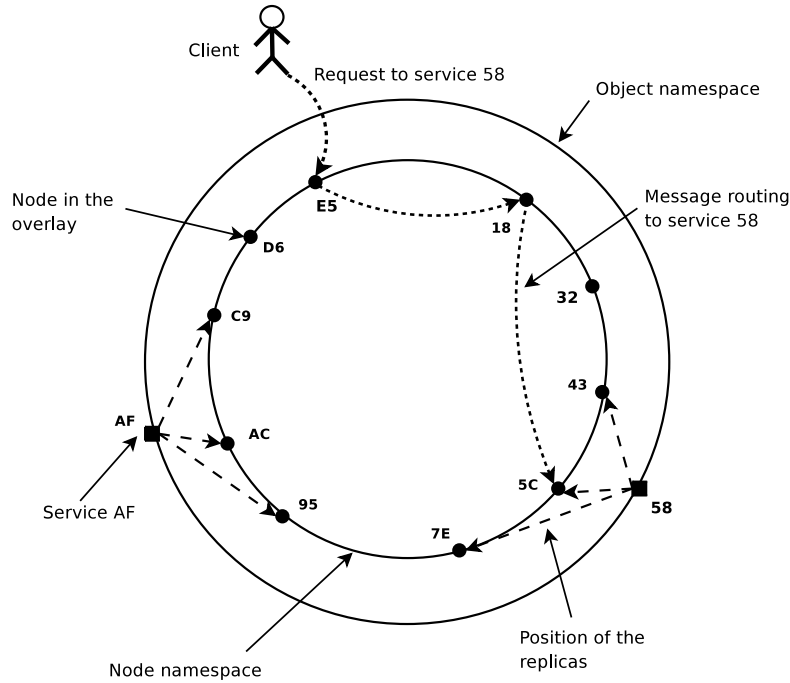 Client
Request to service 58
Object namespace
Node in the
overlay
E5
18
Message routing
to service 58
D6
32
C9
43
AF
AC
5C
95
58
Service AF
7E
Position of the
replicas
Node namespace